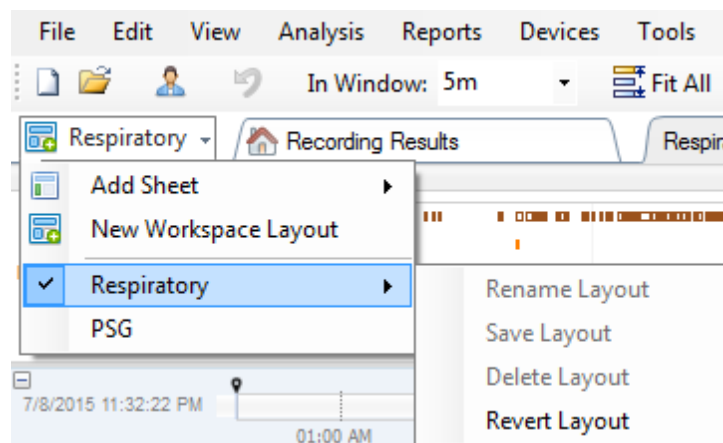 File Edit View Analysis Reports Devices Tools
In Window: 5m Fit All
Respiratory Recording Results Respir
Add Sheet
New Workspace Layout
Respiratory
PSG
Rename Layout
Save Layout
Delete Layout
Revert Layout
7/8/2015 11:32:22 PM
01:00 AM